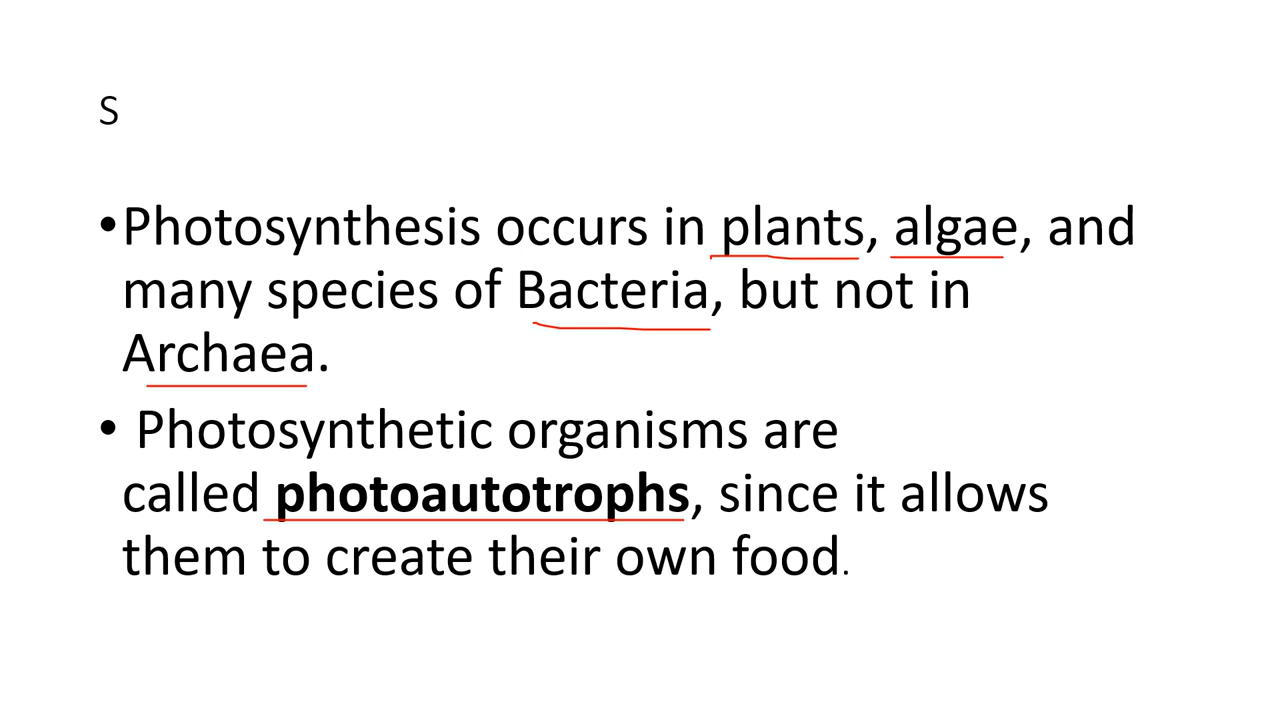 S
•Photosynthesis occurs in plants, algae, and
many species of Bacteria, but not in
Archaea.
• Photosynthetic organisms are
called photoautotrophs, since it allows
them to create their own food.